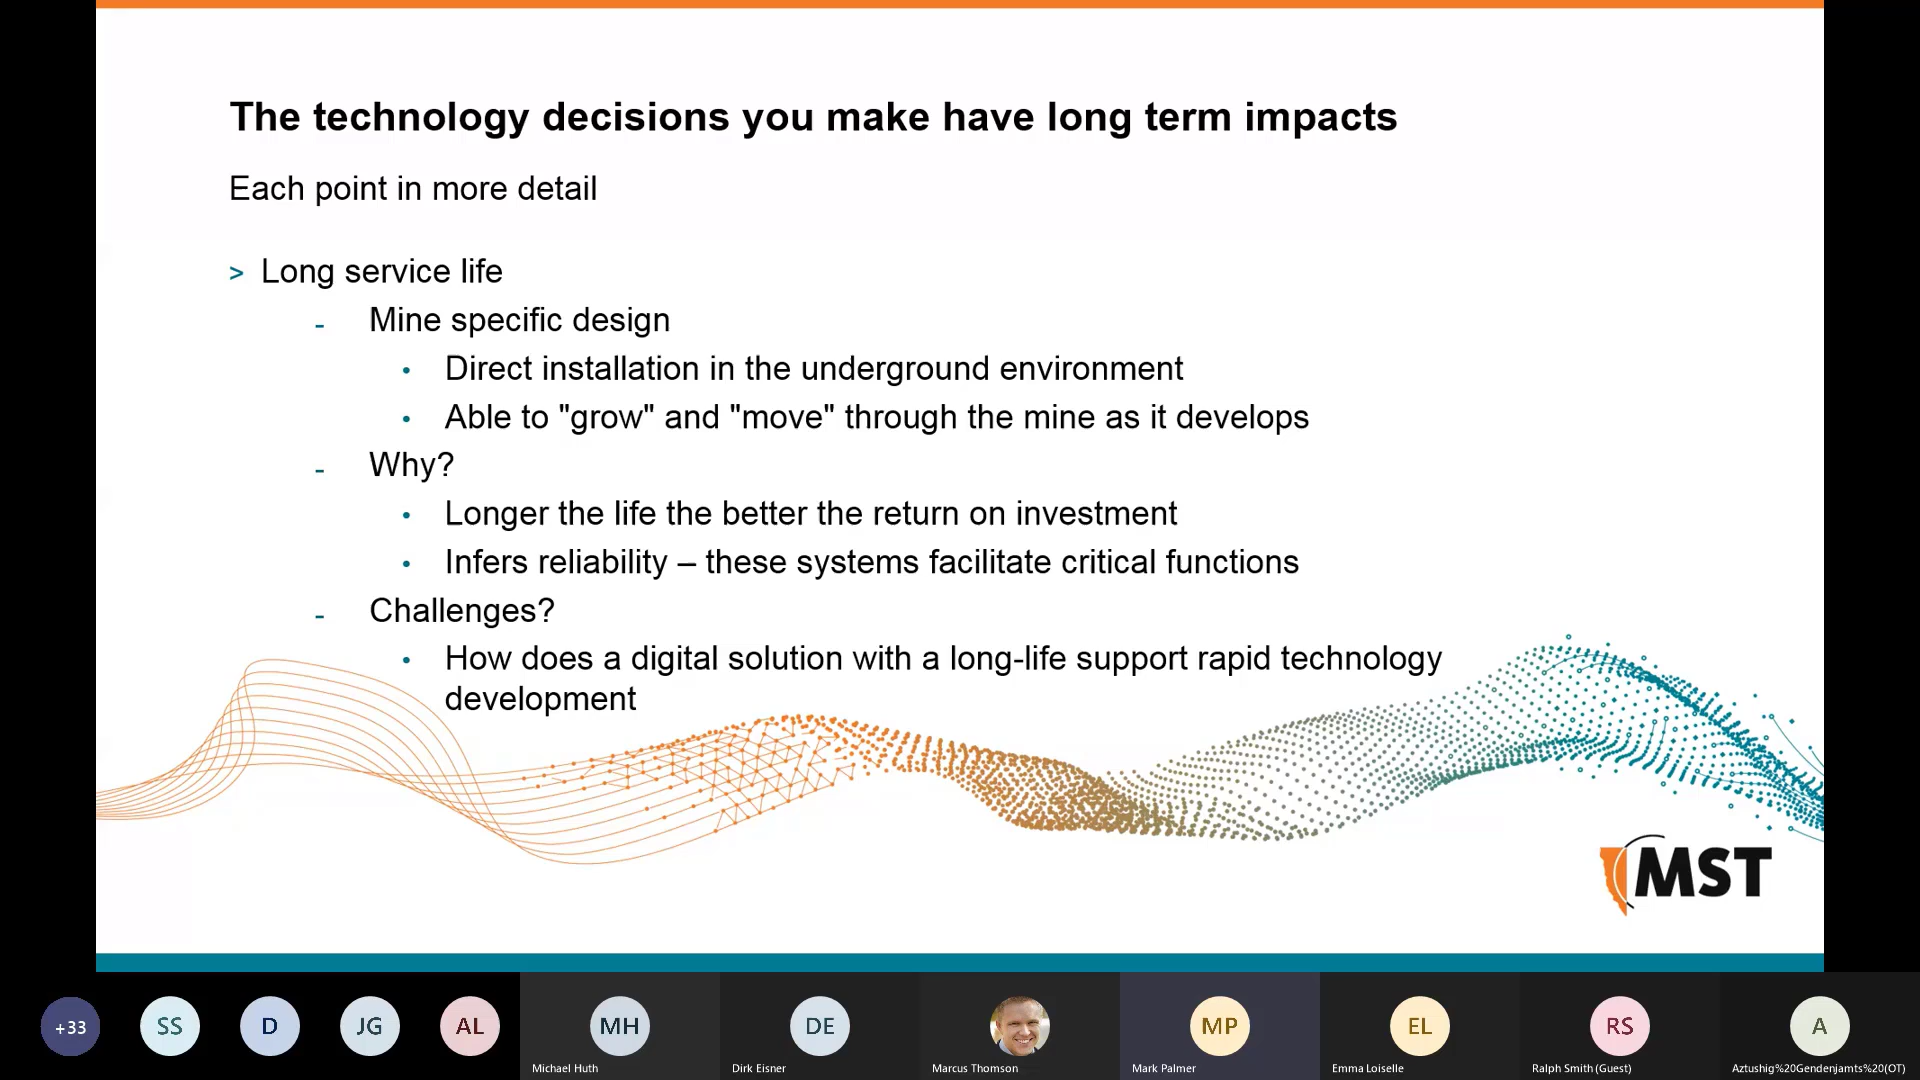 The technology decisions you make have long term impacts
Each point in more detail
> Long service life
- Mine specific design
• Direct installation in the underground environment
• Able to "grow" and "move" through the mine as it develops
- Why?
• Longer the life the better the return on investment
• Infers reliability – these systems facilitate critical functions
- Challenges?
• How does a digital solution with a long-life support rapid technology
development
MST
+33
SS
D
JG
AL
MH
DE
MP
EL
RS
A
Michael Huth
Dirk Eisner
Marcus Thomson
Mark Palmer
Emma Loiselle
Ralph Smith (Guest)
Aztushig%20Gendenjamts%20(OT)